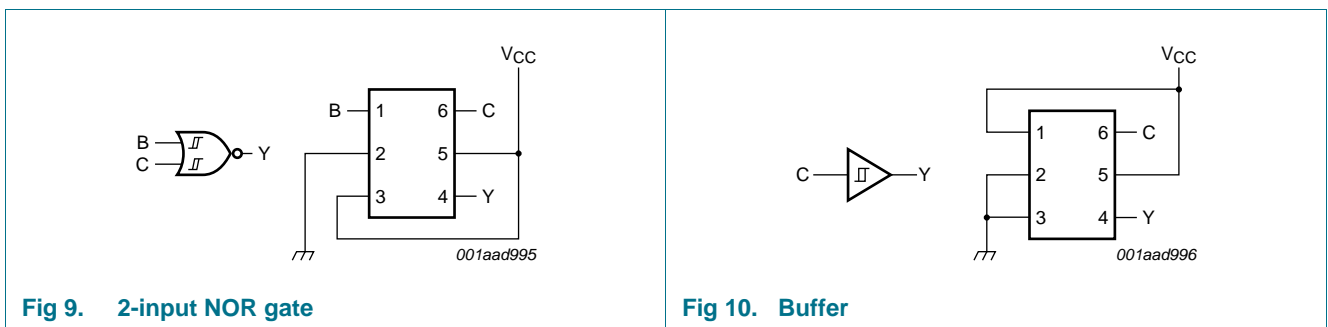 VCC
B
1
6
C
B
C
Y
2
5
3
4
Y
001aad995
Fig 9. 2-input NOR gate
VCC
1
6
C
C
Y
2
5
3
4
Y
001aad996
Fig 10. Buffer